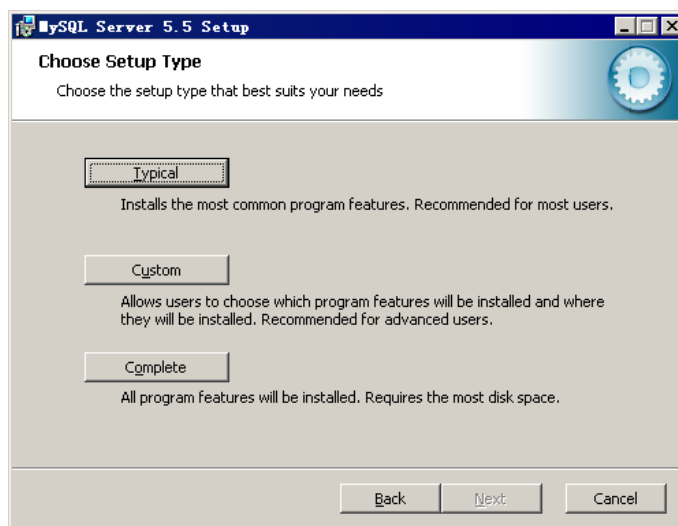 MySQL Server 5.5 Setup
Choose Setup Type
Choose the setup type that best suits your needs
Typical
Installs the most common program features. Recommended for most users.
Custom
Allows users to choose which program features will be installed and where
they will be installed. Recommended for advanced users.
Complete
All program features will be installed. Requires the most disk space.
Back
Next
Cancel